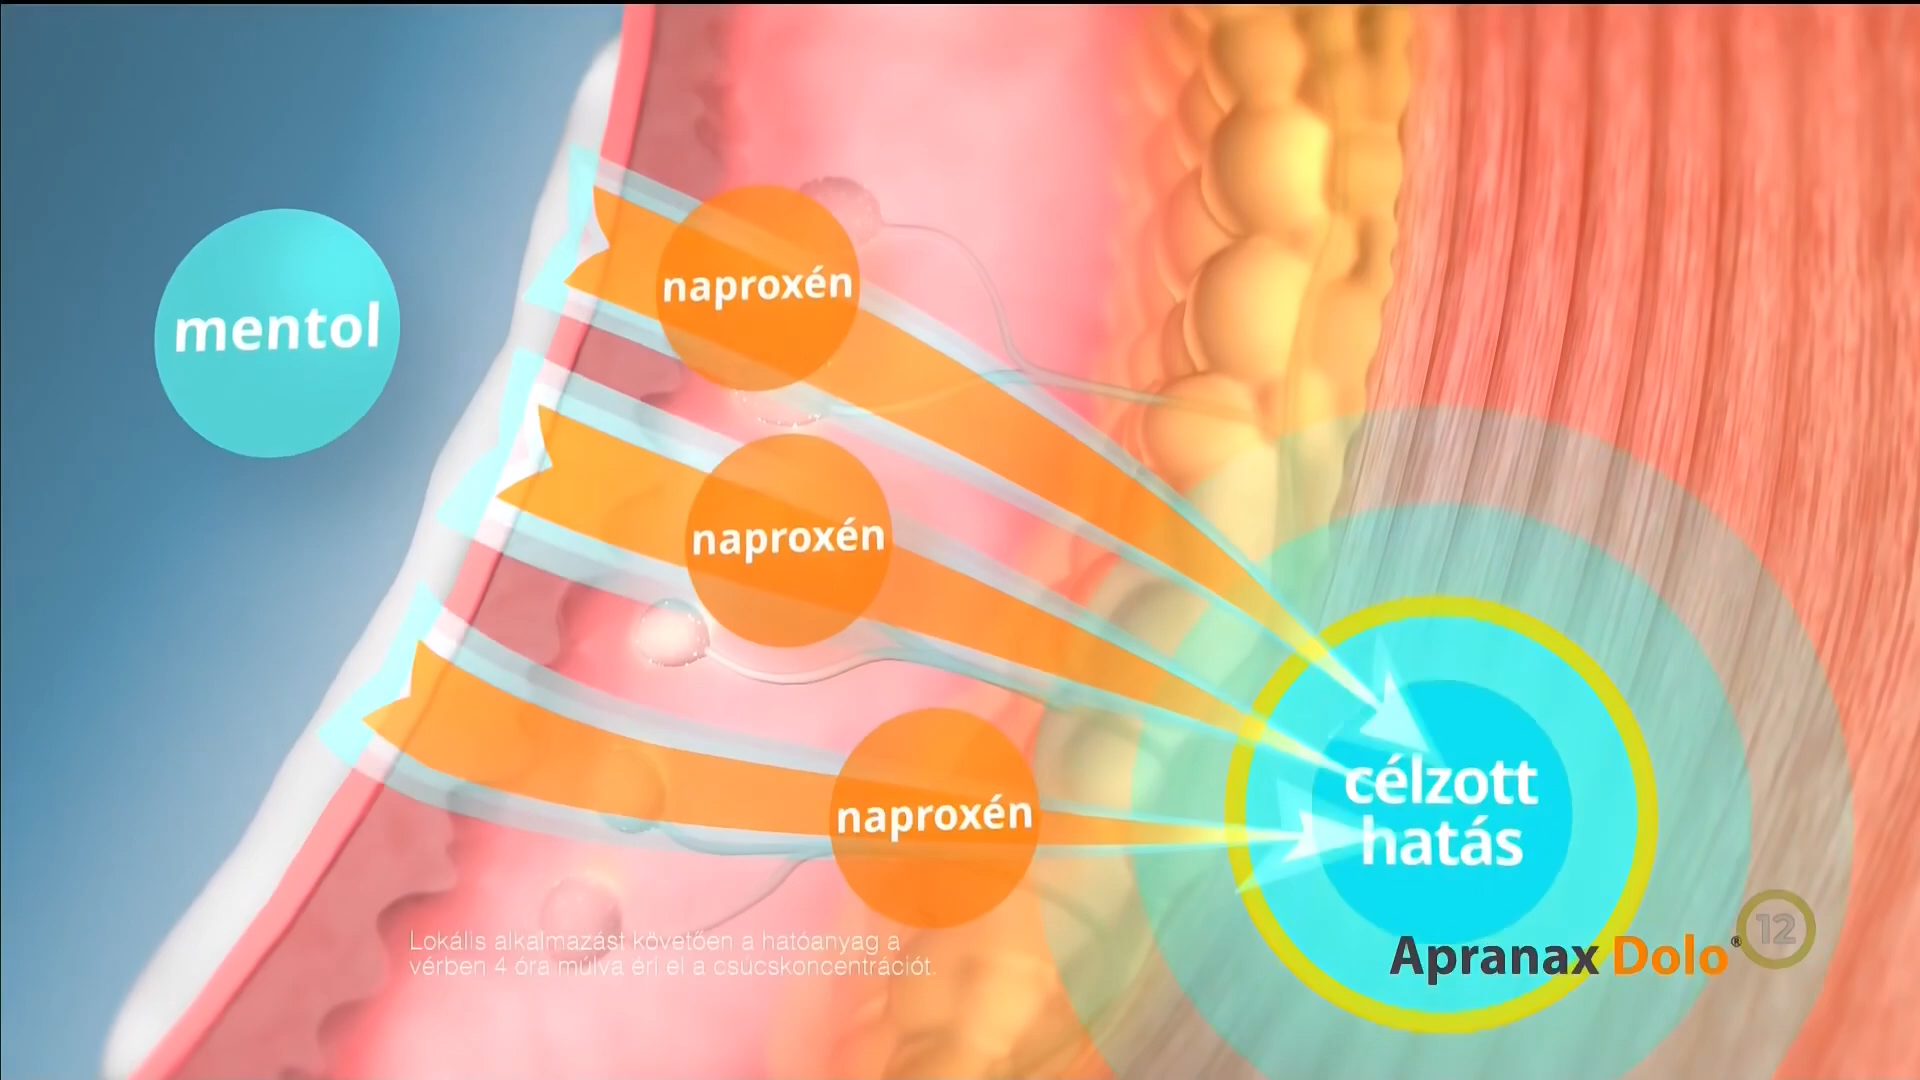 mentol
naproxén
naproxén
naproxén
célzott
hatás
Lokális alkalmazást követően a hatóanyag a
vérben 4 óra múlva éri el a csúcskoncentrációt.
Apranax Dolo®
12